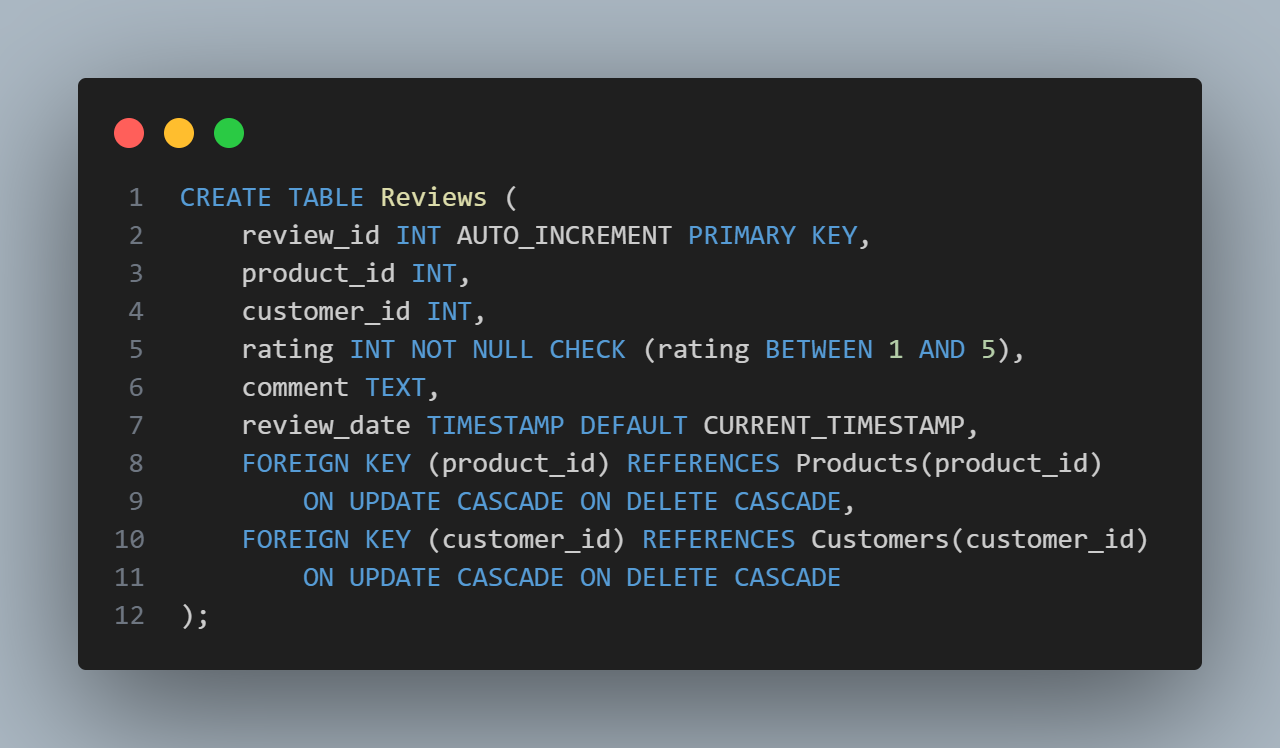 1 CREATE TABLE Reviews (
2     review_id INT AUTO_INCREMENT PRIMARY KEY,
3     product_id INT,
4     customer_id INT,
5     rating INT NOT NULL CHECK (rating BETWEEN 1 AND 5),
6     comment TEXT,
7     review_date TIMESTAMP DEFAULT CURRENT_TIMESTAMP,
8     FOREIGN KEY (product_id) REFERENCES Products(product_id)
9         ON UPDATE CASCADE ON DELETE CASCADE,
10     FOREIGN KEY (customer_id) REFERENCES Customers(customer_id)
11         ON UPDATE CASCADE ON DELETE CASCADE
12 );